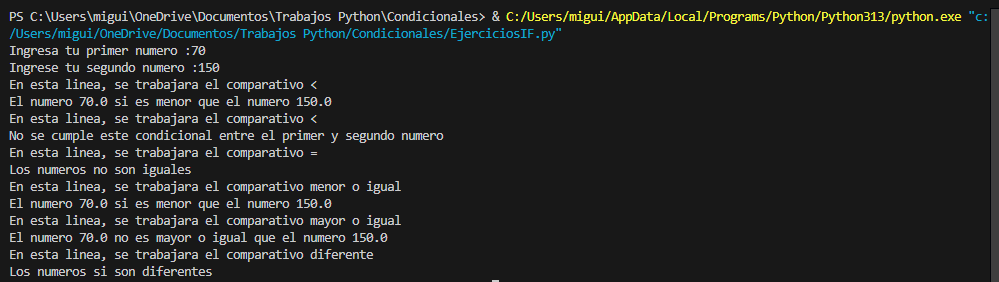 PS C:\Users\migui\OneDrive\Documentos\Trabajos Python\Condicionales> & C:/Users/migui/AppData/Local/Programs/Python/Python313/python.exe "c:
/Users/migui/OneDrive/Documentos/Trabajos Python/Condicionales/EjerciciosIF.py"
Ingresa tu primer numero :70
Ingrese tu segundo numero :150
En esta linea, se trabajara el comparativo <
El numero 70.0 si es menor que el numero 150.0
En esta linea, se trabajara el comparativo <
No se cumple este condicional entre el primer y segundo numero
En esta linea, se trabajara el comparativo =
Los numeros no son iguales
En esta linea, se trabajara el comparativo menor o igual
El numero 70.0 si es menor que el numero 150.0
En esta linea, se trabajara el comparativo mayor o igual
El numero 70.0 no es mayor o igual que el numero 150.0
En esta linea, se trabajara el comparativo diferente
Los numeros si son diferentes